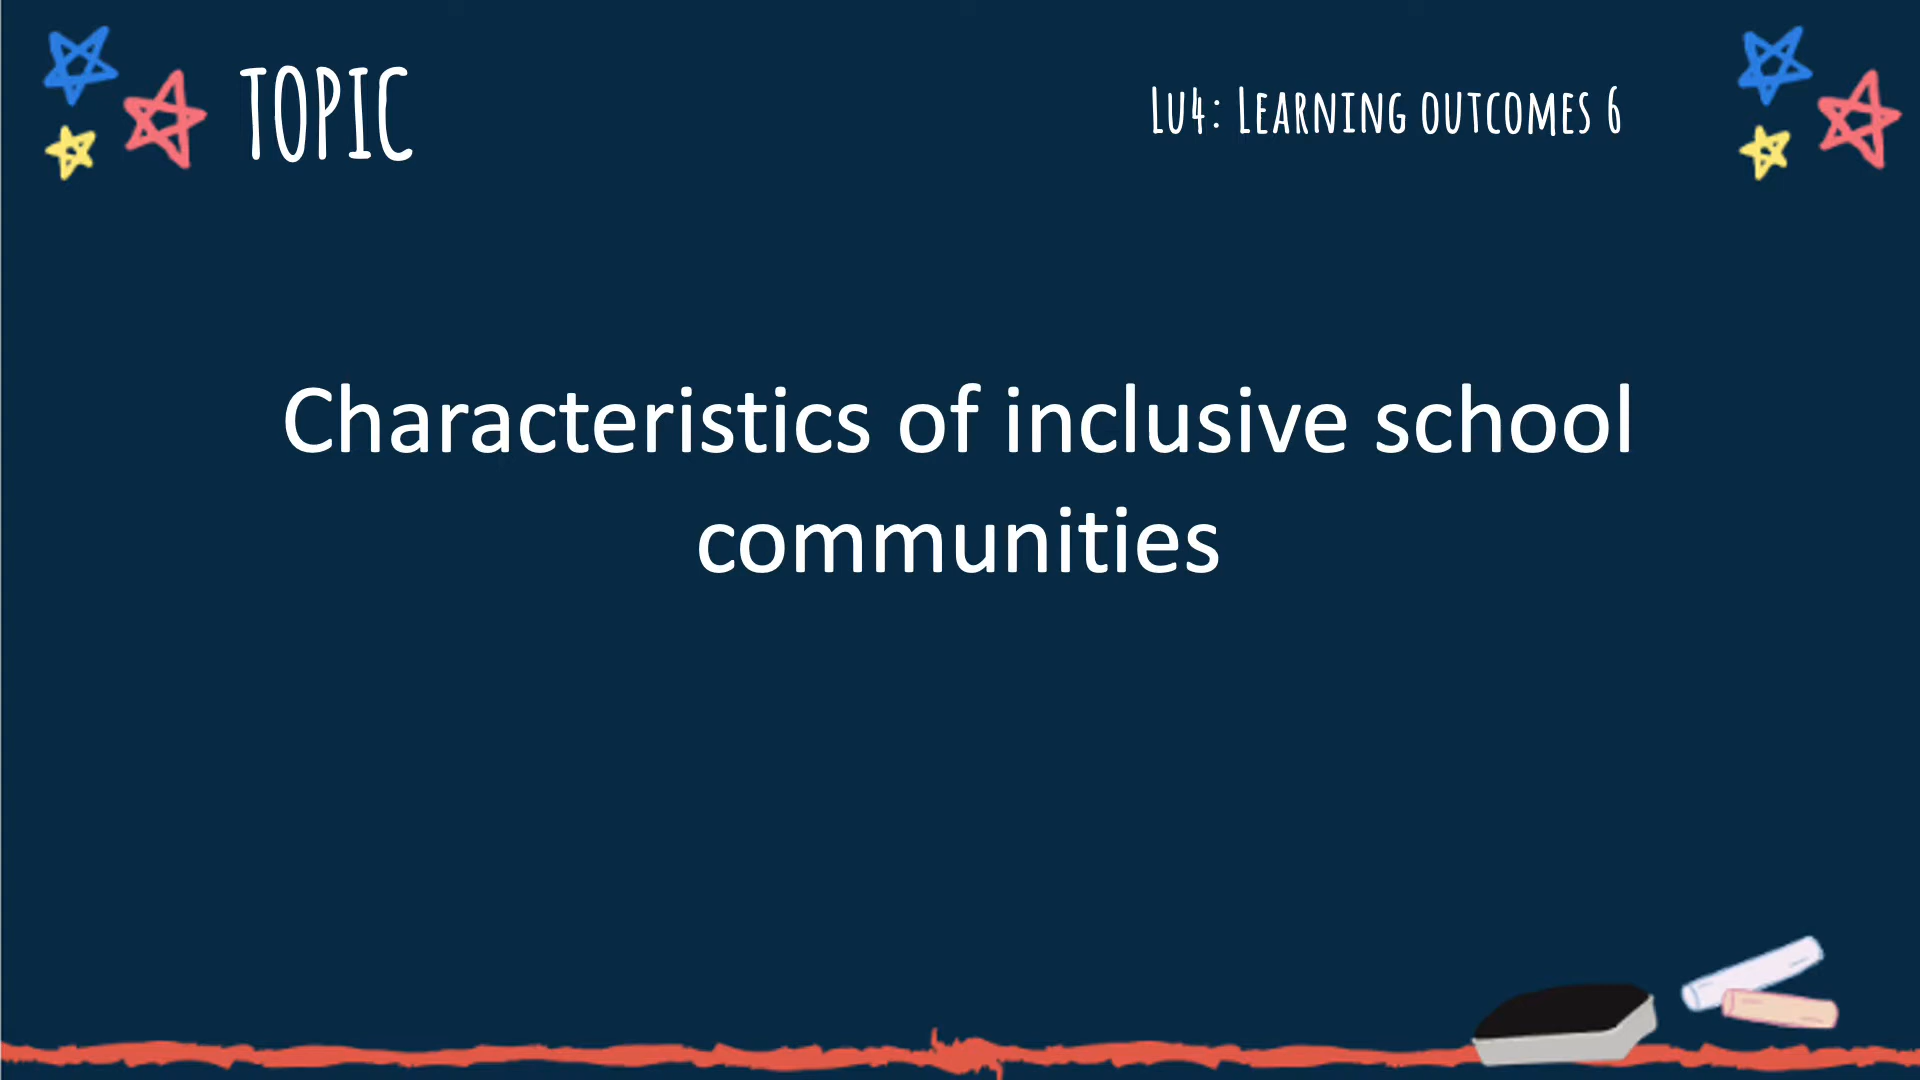 TOPIC
Lu4: Learning outcomes 6
Characteristics of inclusive school
communities